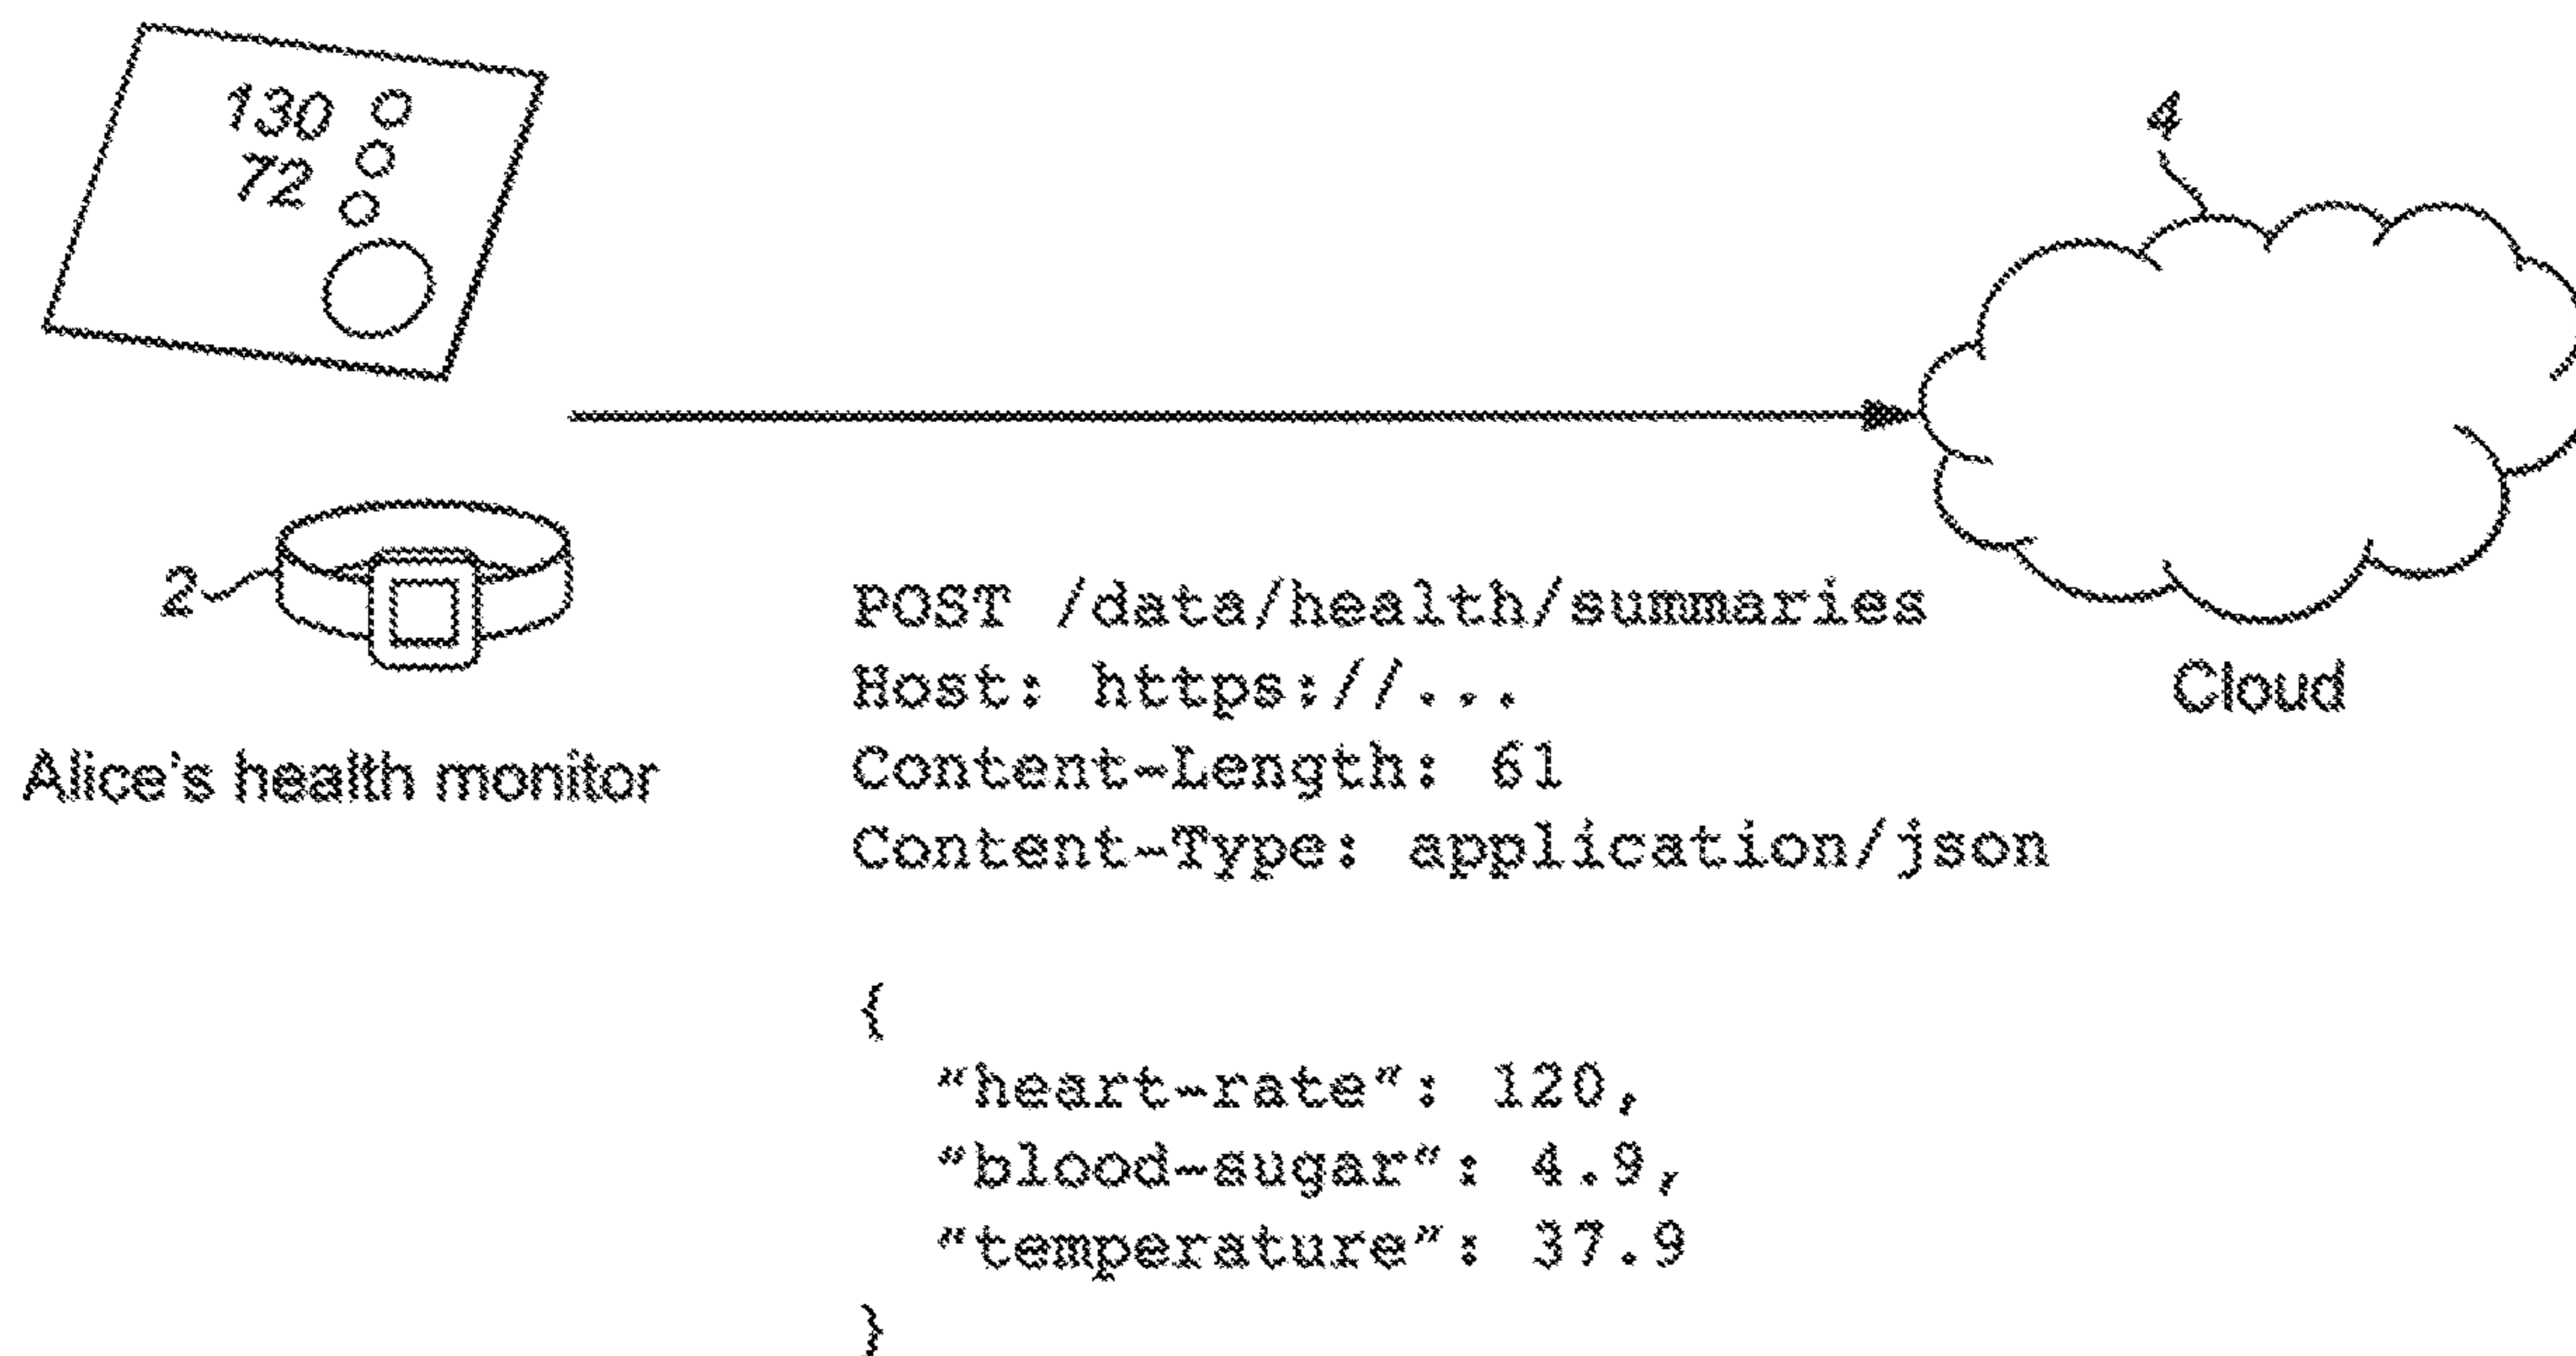 130
72
4
2
Alice's health monitor
Cloud
POST /data/health/summaries
Host: https://...
Content-Length: 61
Content-Type: application/json
{
"heart-rate": 120,
"blood-sugar": 4.9,
"temperature": 37.9
}